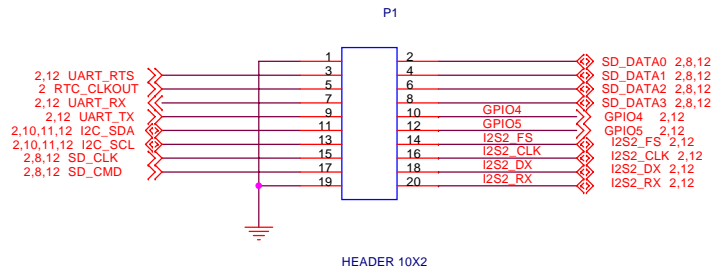 P1
1 2 SD_DATA0 2,8,12
2,12 UART_RTS 3 4 SD_DATA1 2,8,12
2 RTC_CLKOUT 5 6 SD_DATA2 2,8,12
2,12 UART_RX 7 8 SD_DATA3 2,8,12
2,12 UART_TX 9 10 GPIO4 GPIO4 2,12
2,10,11,12 I2C_SDA 11 12 GPIO5 GPIO5 2,12
2,10,11,12 I2C_SCL 13 14 I2S2_FS I2S2_FS 2,12
2,8,12 SD_CLK 15 16 I2S2_CLK I2S2_CLK 2,12
2,8,12 SD_CMD 17 18 I2S2_DX I2S2_DX 2,12
19 20 I2S2_RX I2S2_RX 2,12
HEADER 10X2